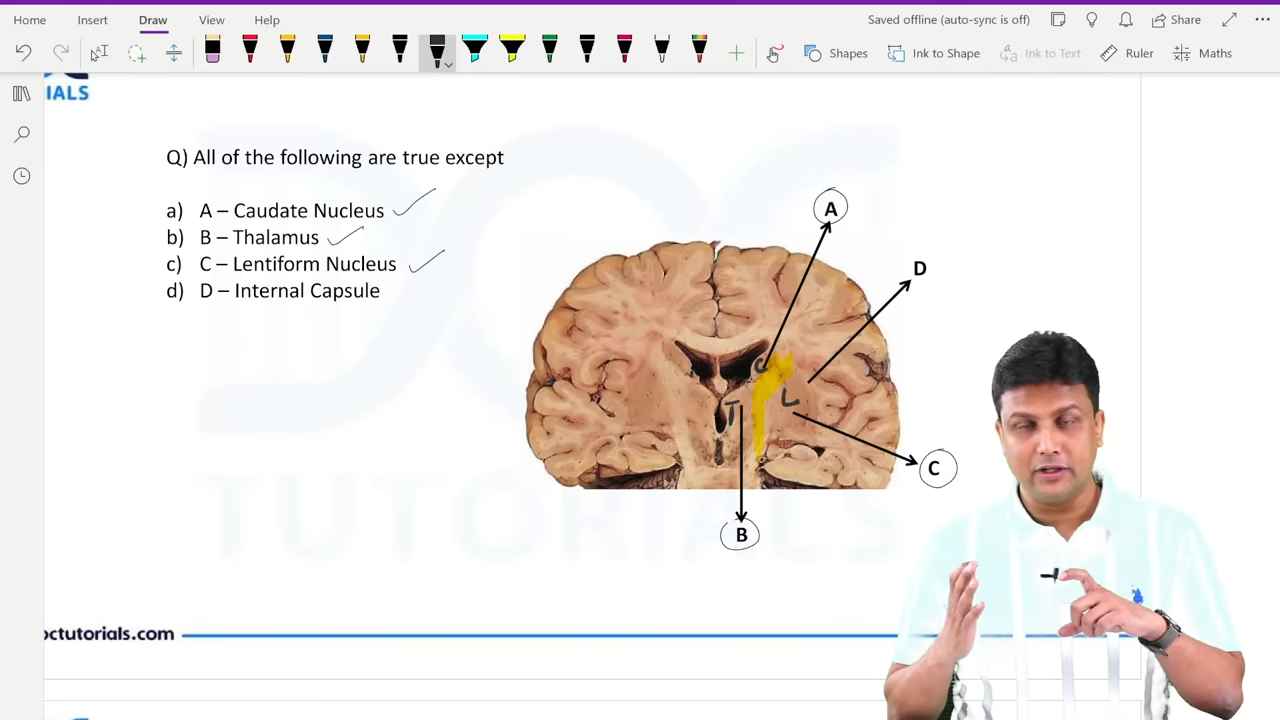 Home Insert Draw View Help Saved offline (auto-sync is off) Share
Shapes Ink to Shape Ink to Text Ruler Maths
IALS
Q) All of the following are true except
a) A – Caudate Nucleus
b) B – Thalamus
c) C – Lentiform Nucleus
d) D – Internal Capsule
A
D
C
L
T
C
B
TUTORIALS
octutorials.com